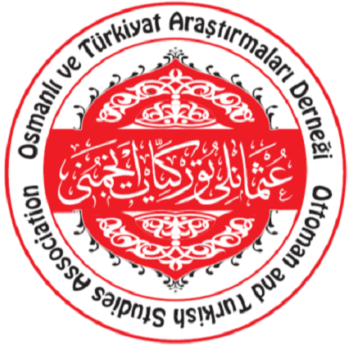 Osmanlı ve Türkiyat Araştırmaları Derneği
عثمانلى توركيات انجمنى
Ottoman and Turkish Studies Association